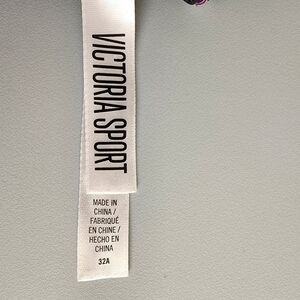 VICTORIA SPORT
MADE IN
CHINA /
FABRIQUÉ
EN CHINE /
HECHO EN
CHINA
32A